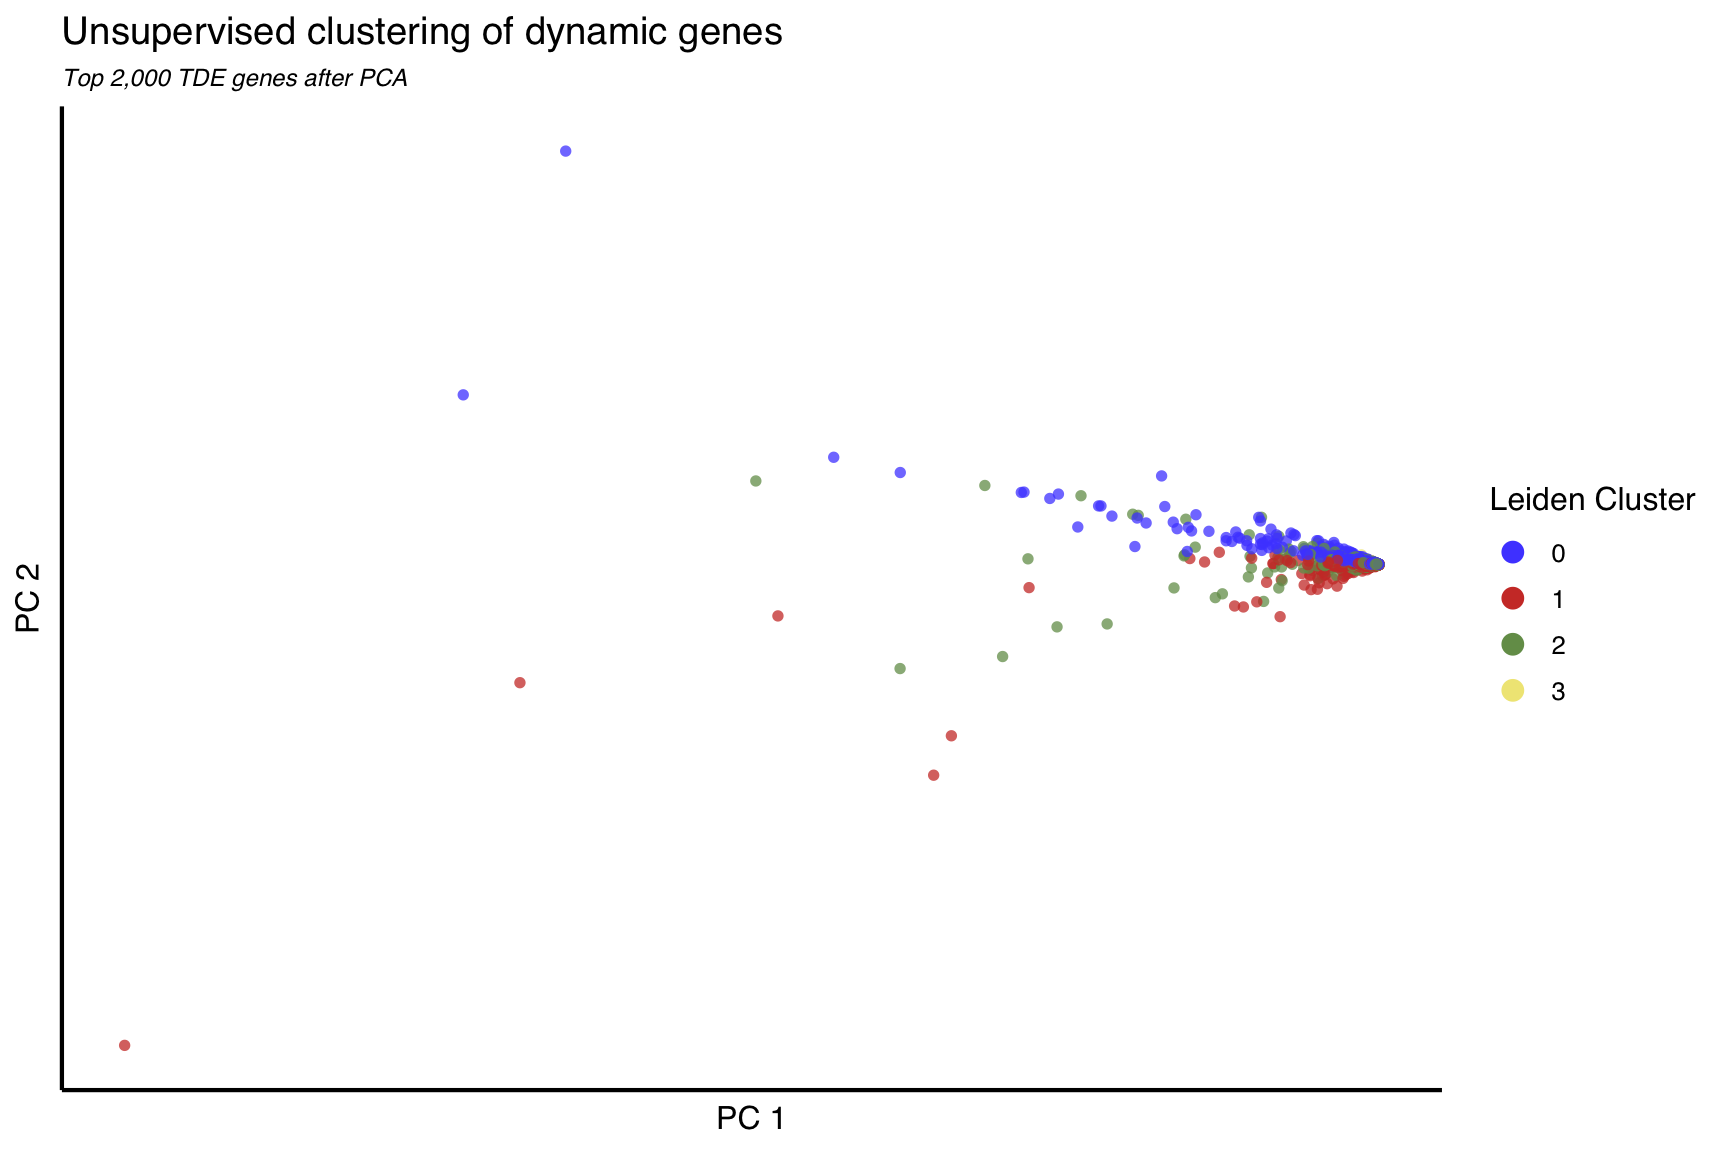 Unsupervised clustering of dynamic genes
Top 2,000 TDE genes after PCA
PC 2
PC 1
Leiden Cluster
0
1
2
3